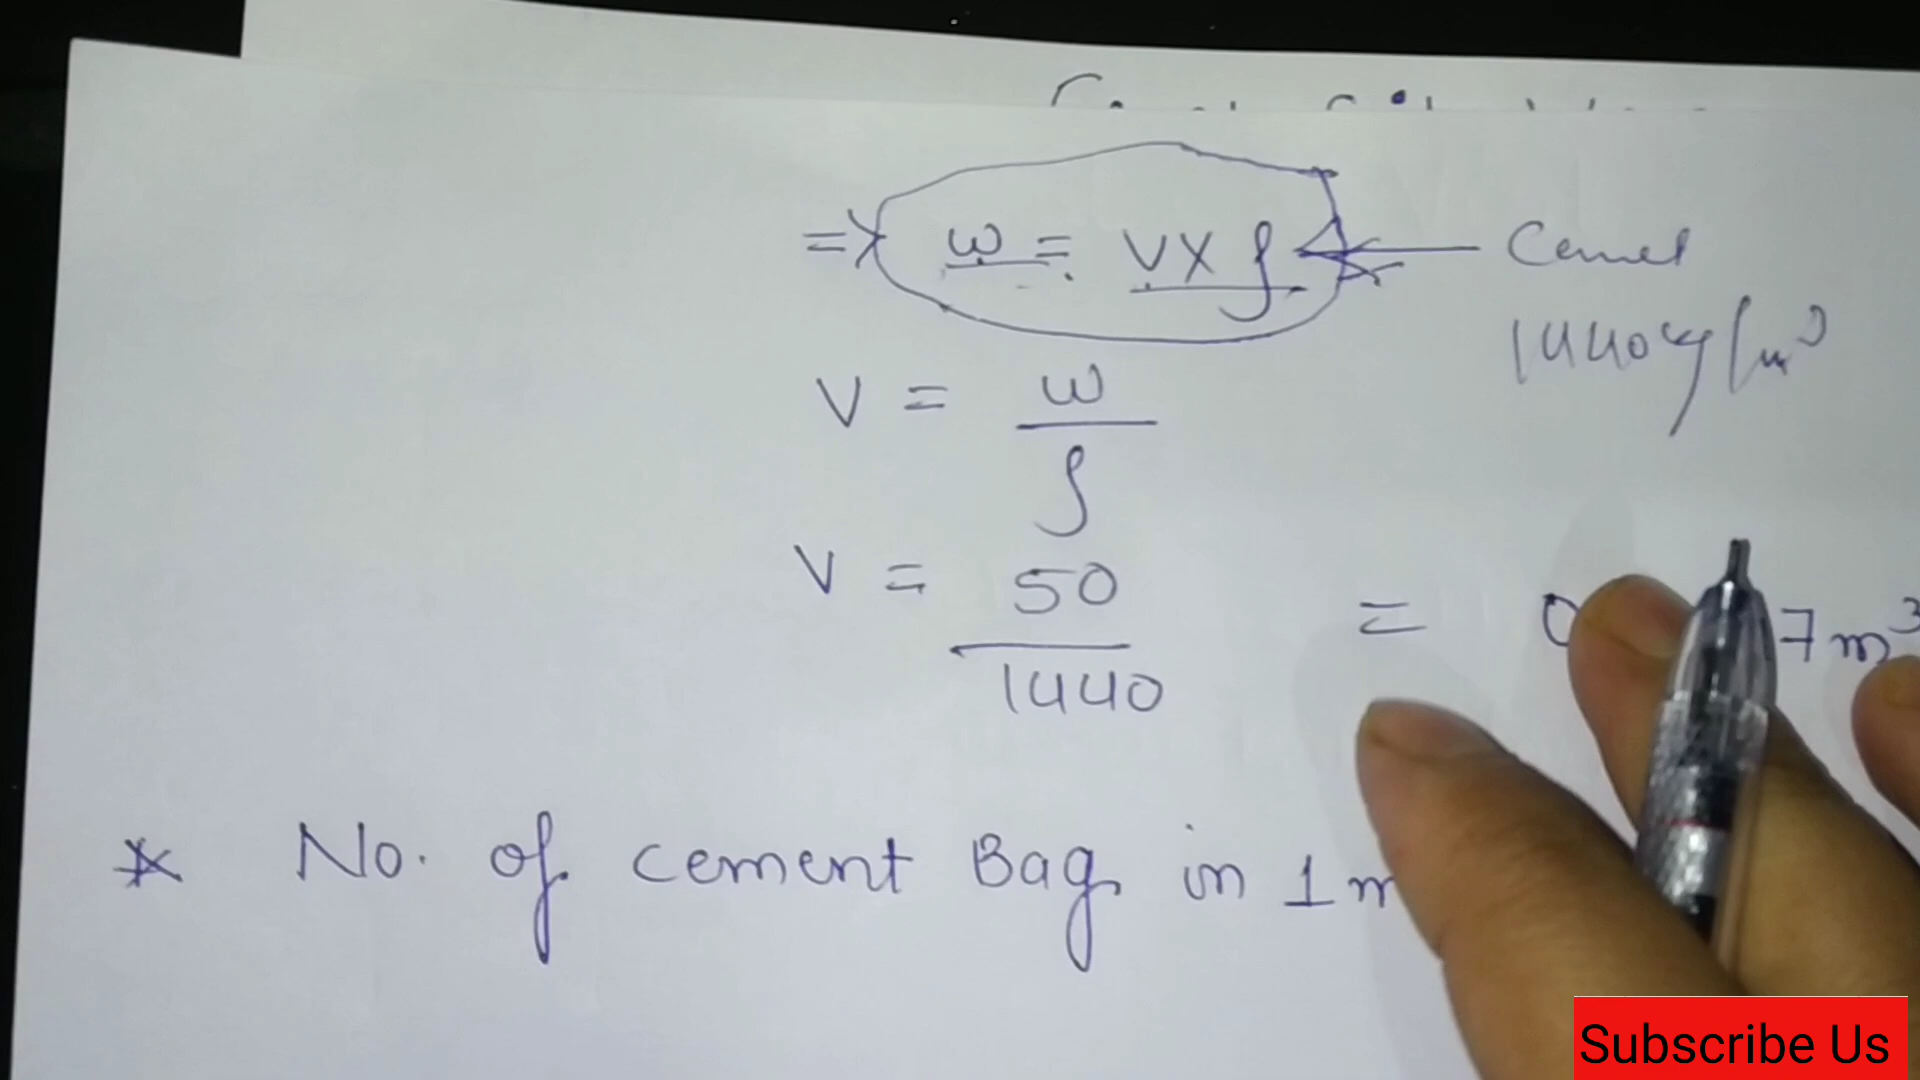 => w = V X ρ Cement
1440 kg/m³
V = w
ρ
V = 50
1440
= 0 7m³
* No. of cement Bag in 1 m
Subscribe Us